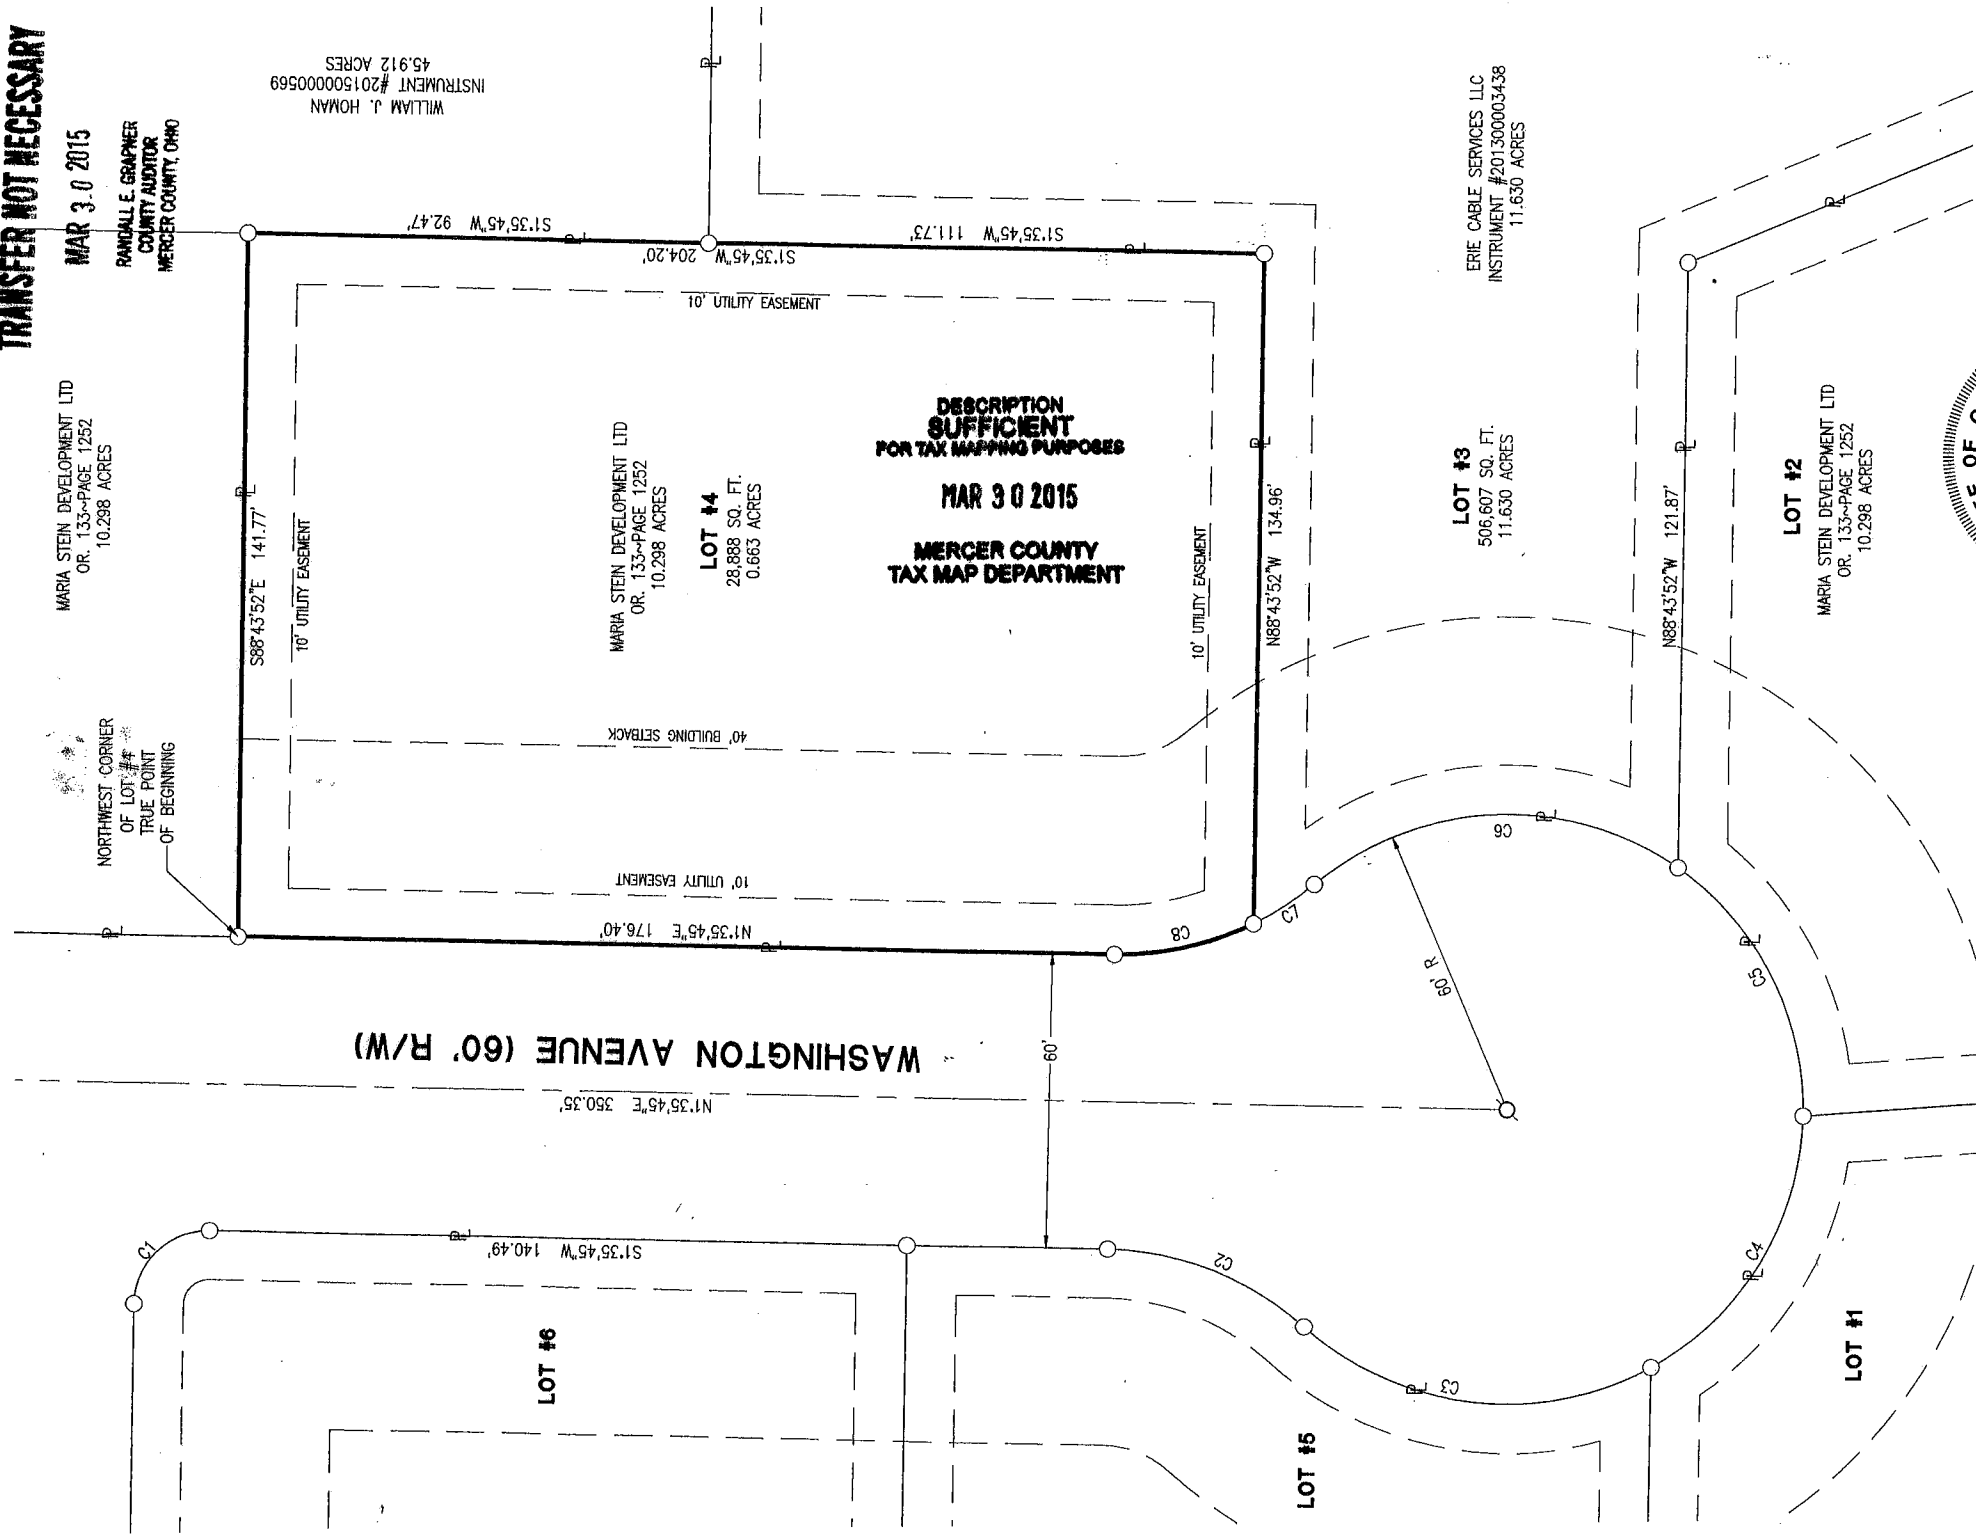 TRANSFER NOT NECESSARY
MAR 3.0 2015
RANDALL E. GRAPNER
COUNTY AUDITOR
MERCER COUNTY, OHIO
WILLIAM J. HOMAN
INSTRUMENT #201500000569
45.912 ACRES
MARIA STEIN DEVELOPMENT LTD
OR. 133~PAGE 1252
10.298 ACRES
NORTHWEST CORNER
OF LOT #4
TRUE POINT
OF BEGINNING
S88°43'52"E 141.77'
10' UTILITY EASEMENT
S1°35'45"W 92.47'
S1°35'45"W 204.20'
S1°35'45"W 111.73'
10' UTILITY EASEMENT
MARIA STEIN DEVELOPMENT LTD
OR. 133~PAGE 1252
10.298 ACRES
LOT #4
28,888 SQ. FT.
0.663 ACRES
DESCRIPTION
SUFFICIENT
FOR TAX MAPPING PURPOSES
MAR 30 2015
MERCER COUNTY
TAX MAP DEPARTMENT
40' BUILDING SETBACK
10' UTILITY EASEMENT
N1°35'45"E 176.40'
10' UTILITY EASEMENT
N88°43'52"W 134.96'
C8
C7
ERIE CABLE SERVICES LLC
INSTRUMENT #201300003438
11.630 ACRES
LOT #3
506,607 SQ. FT.
11.630 ACRES
N88°43'52"W 121.87'
LOT #2
MARIA STEIN DEVELOPMENT LTD
OR. 133~PAGE 1252
10.298 ACRES
C6
60' R
C5
WASHINGTON AVENUE (60' R/W)
N1°35'45"E 350.35'
60'
C1
S1°35'45"W 140.49'
C2
C3
C4
LOT #6
LOT #5
LOT #1
OF